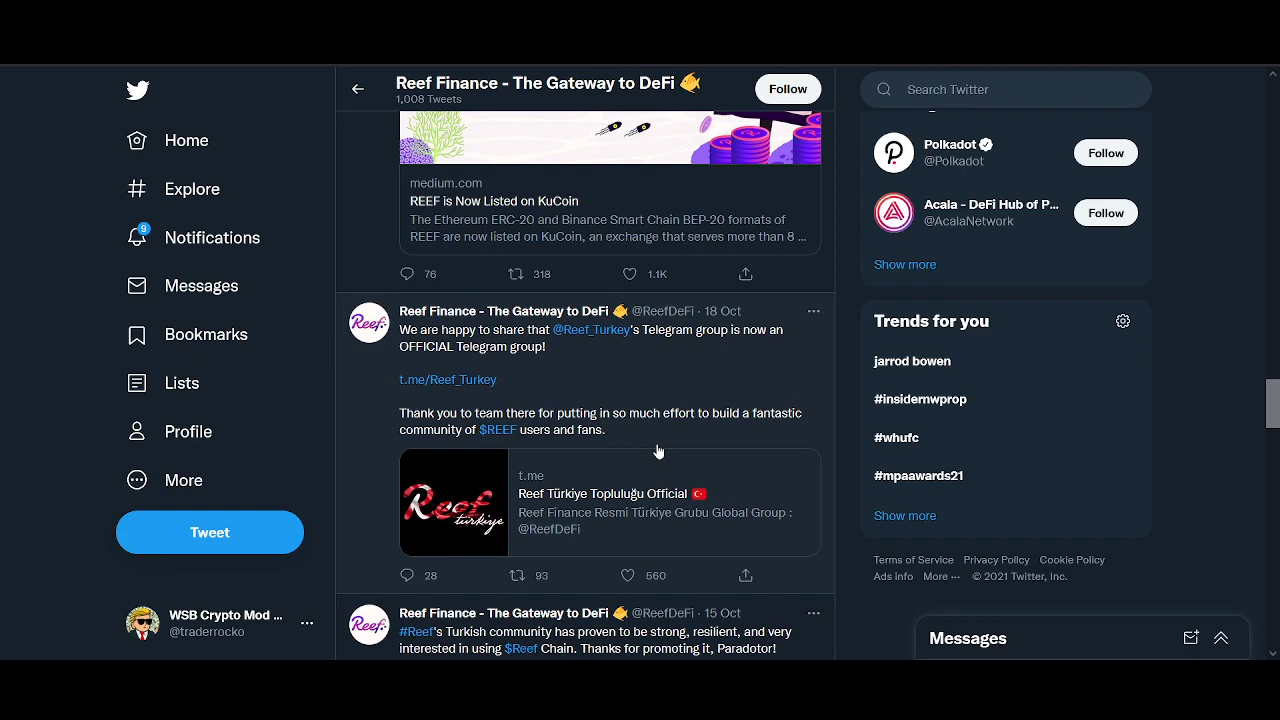 Home
Explore
9
Notifications
Messages
Bookmarks
Lists
Profile
More
Tweet
WSB Crypto Mod ...
@traderrocko
Reef Finance - The Gateway to DeFi
1,008 Tweets
Follow
medium.com
REEF is Now Listed on KuCoin
The Ethereum ERC-20 and Binance Smart Chain BEP-20 formats of
REEF are now listed on KuCoin, an exchange that serves more than 8 ...
76 318 1.1K
Reef.
Reef Finance - The Gateway to DeFi @ReefDeFi · 18 Oct
We are happy to share that @Reef_Turkey's Telegram group is now an
OFFICIAL Telegram group!
t.me/Reef_Turkey
Thank you to team there for putting in so much effort to build a fantastic
community of $REEF users and fans.
Reef
türkiye
t.me
Reef Türkiye Topluluğu Official
Reef Finance Resmi Türkiye Grubu Global Group :
@ReefDeFi
28 93 560
Reef.
Reef Finance - The Gateway to DeFi @ReefDeFi · 15 Oct
#Reef's Turkish community has proven to be strong, resilient, and very
interested in using $Reef Chain. Thanks for promoting it, Paradotor!
Search Twitter
Polkadot
@Polkadot
Follow
Acala - DeFi Hub of P...
@AcalaNetwork
Follow
Show more
Trends for you
jarrod bowen
#insidernwprop
#whufc
#mpaawards21
Show more
Terms of Service Privacy Policy Cookie Policy
Ads info More ··· © 2021 Twitter, Inc.
Messages